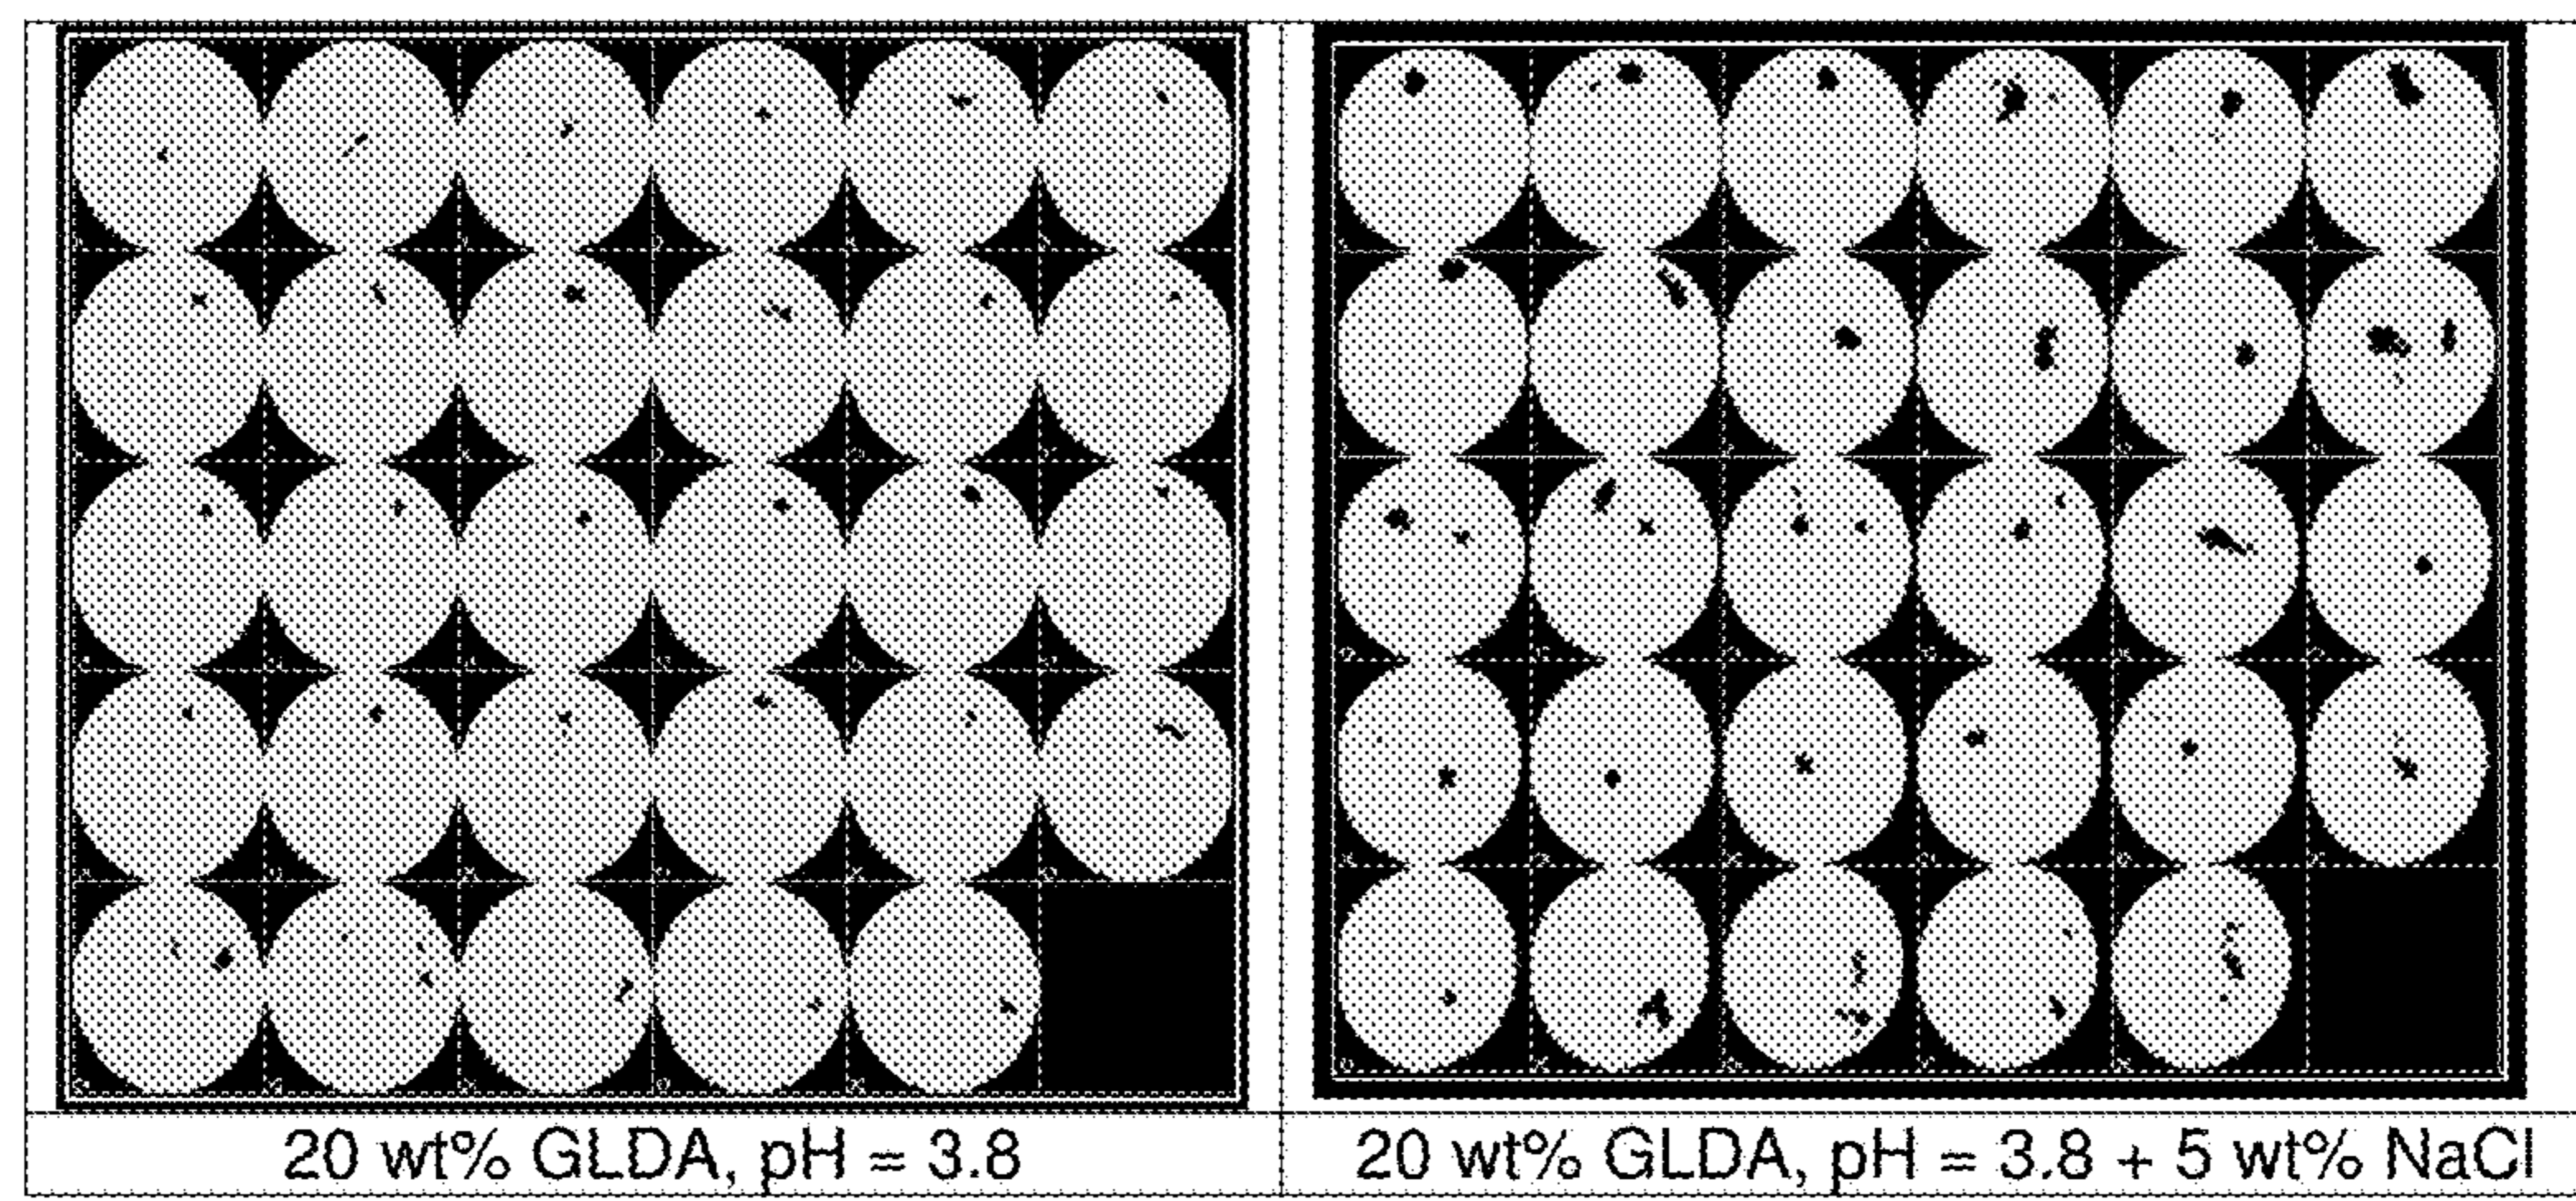 20 wt% GLDA, pH = 3.8
20 wt% GLDA, pH = 3.8 + 5 wt% NaCl